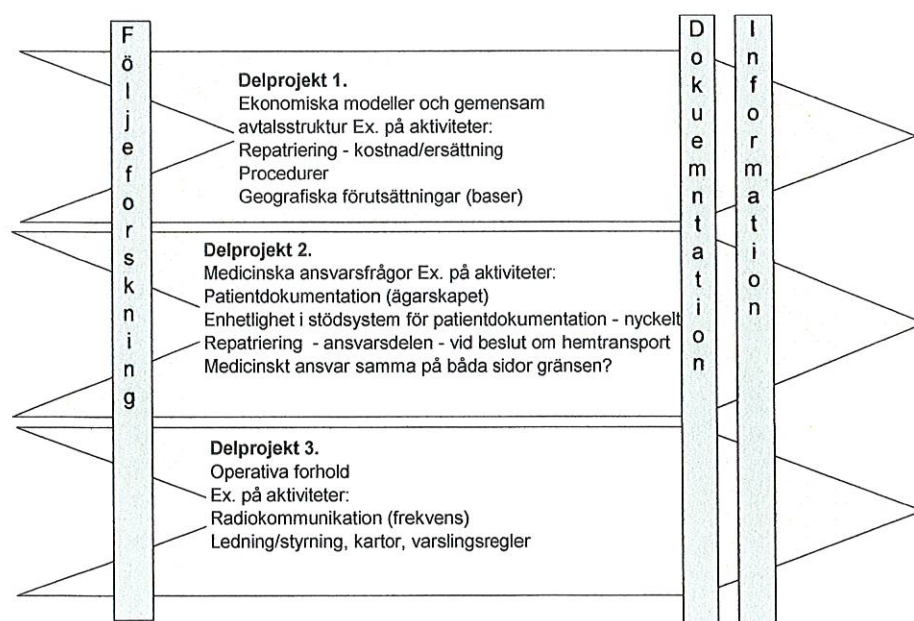 Följeforskning
Delprojekt 1.
Ekonomiska modeller och gemensam
avtalsstruktur Ex. på aktiviteter:
Repatriering - kostnad/ersättning
Procedurer
Geografiska förutsättningar (baser)
Delprojekt 2.
Medicinska ansvarsfrågor Ex. på aktiviteter:
Patientdokumentation (ägarskapet)
Enhetlighet i stödsystem för patientdokumentation - nyckelt
Repatriering - ansvarsdelen - vid beslut om hemtransport
Medicinskt ansvar samma på båda sidor gränsen?
Delprojekt 3.
Operativa forhold
Ex. på aktiviteter:
Radiokommunikation (frekvens)
Ledning/styrning, kartor, varslingsregler
Dokuemntation
Information